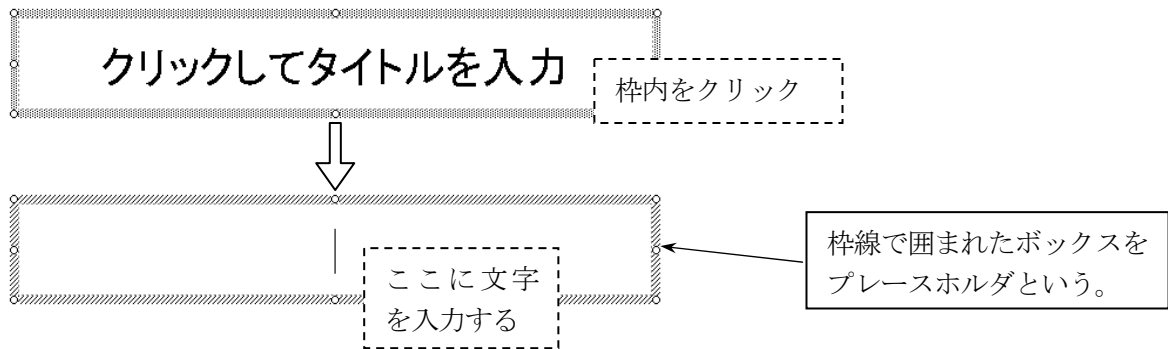 クリックしてタイトルを入力
枠内をクリック
枠線で囲まれたボックスを
プレースホルダという。
ここに文字
を入力する